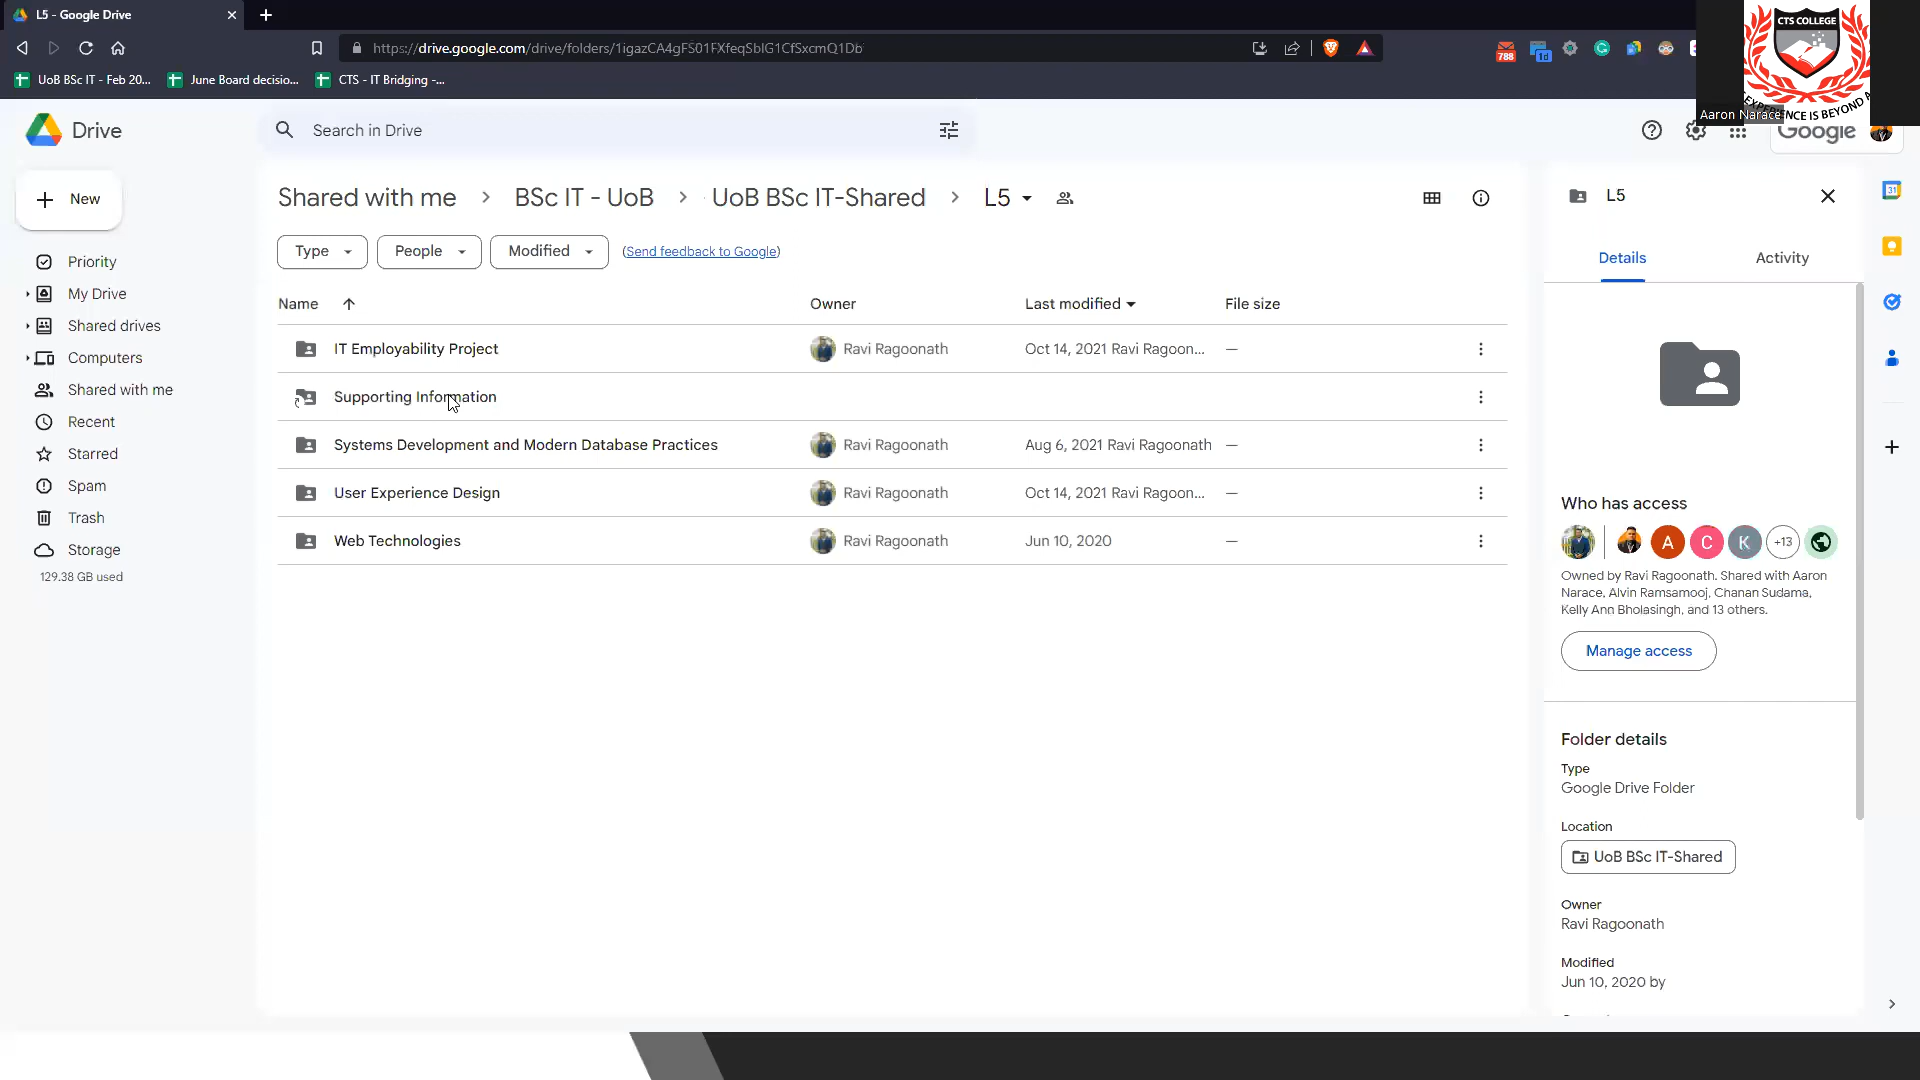 L5 - Google Drive
https://drive.google.com/drive/folders/1igazCA4gFS01FXfeqSbIG1CfSxcmQ1Db
788
1d
UoB BSc IT - Feb 20...
June Board decisio...
CTS - IT Bridging -...
CTS COLLEGE
EXPERIENCE IS BEYOND A
Aaron Narace
Drive
Search in Drive
Google
New
Shared with me > BSc IT - UoB > UoB BSc IT-Shared > L5
Type
People
Modified
(Send feedback to Google)
Priority
My Drive
Shared drives
Computers
Shared with me
Recent
Starred
Spam
Trash
Storage
129.38 GB used
Name Owner Last modified File size
IT Employability Project Ravi Ragoonath Oct 14, 2021 Ravi Ragoon... —
Supporting Information
Systems Development and Modern Database Practices Ravi Ragoonath Aug 6, 2021 Ravi Ragoonath —
User Experience Design Ravi Ragoonath Oct 14, 2021 Ravi Ragoon... —
Web Technologies Ravi Ragoonath Jun 10, 2020 —
L5
Details Activity
Who has access
A C K +13
Owned by Ravi Ragoonath. Shared with Aaron
Narace, Alvin Ramsamooj, Chanan Sudama,
Kelly Ann Bholasingh, and 13 others.
Manage access
Folder details
Type
Google Drive Folder
Location
UoB BSc IT-Shared
Owner
Ravi Ragoonath
Modified
Jun 10, 2020 by
31